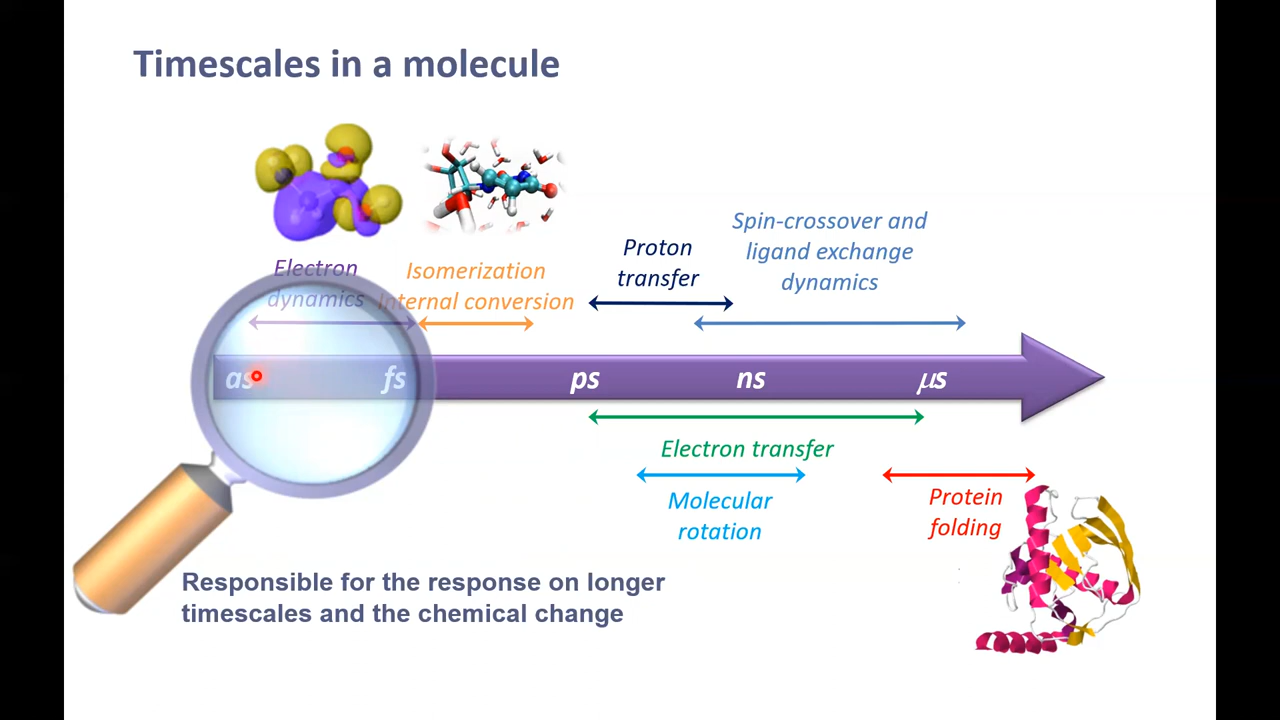 Timescales in a molecule
Electron
dynamics
Isomerization
Internal conversion
Proton
transfer
Spin-crossover and
ligand exchange
dynamics
as
fs
ps
ns
μs
Electron transfer
Molecular
rotation
Protein
folding
Responsible for the response on longer
timescales and the chemical change